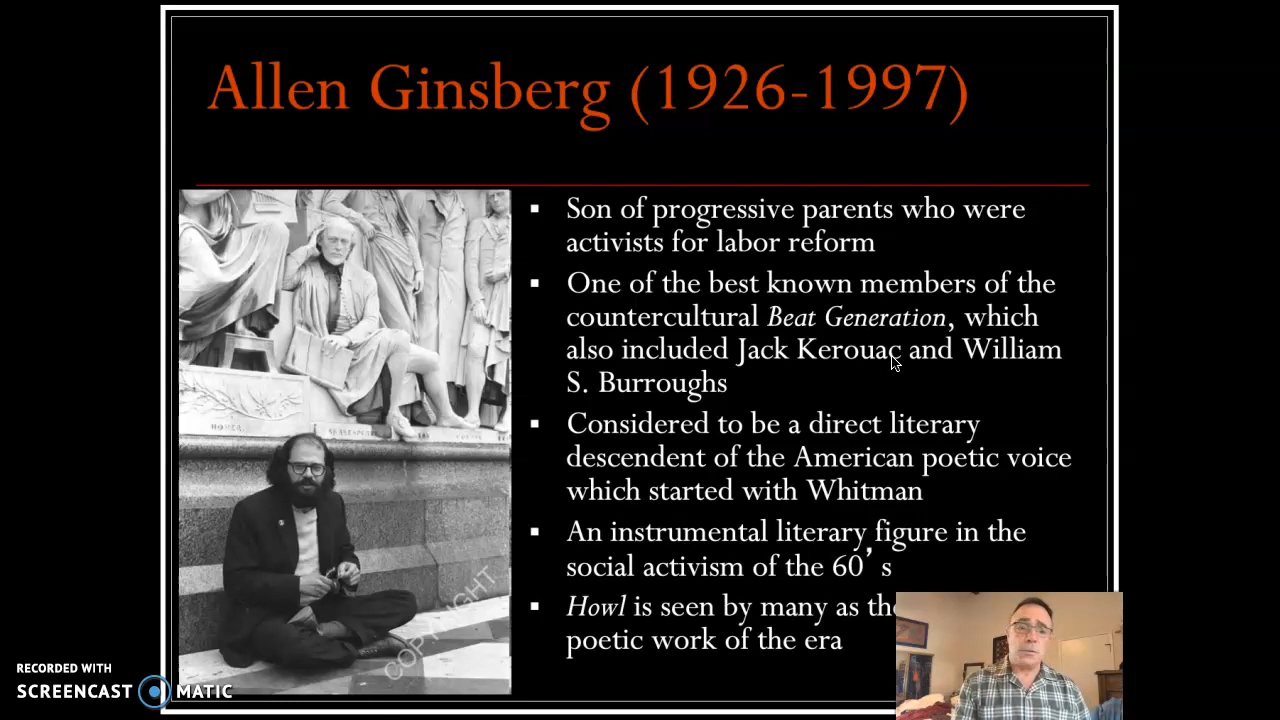 Allen Ginsberg (1926-1997)
▪ Son of progressive parents who were
activists for labor reform
▪ One of the best known members of the
countercultural Beat Generation, which
also included Jack Kerouac and William
S. Burroughs
▪ Considered to be a direct literary
descendent of the American poetic voice
which started with Whitman
▪ An instrumental literary figure in the
social activism of the 60’s
▪ Howl is seen by many as the
poetic work of the era
HOMER
SHAKESPEARE
COPYRIGHT
RECORDED WITH
SCREENCAST MATIC